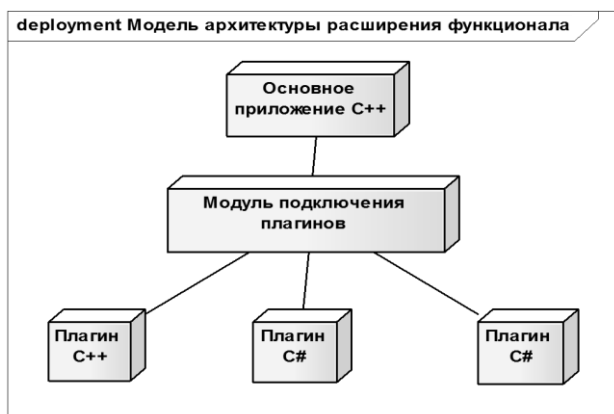 deployment Модель архитектуры расширения функционала
Основное
приложение C++
Модуль подключения
плагинов
Плагин
C++
Плагин
C#
Плагин
C#